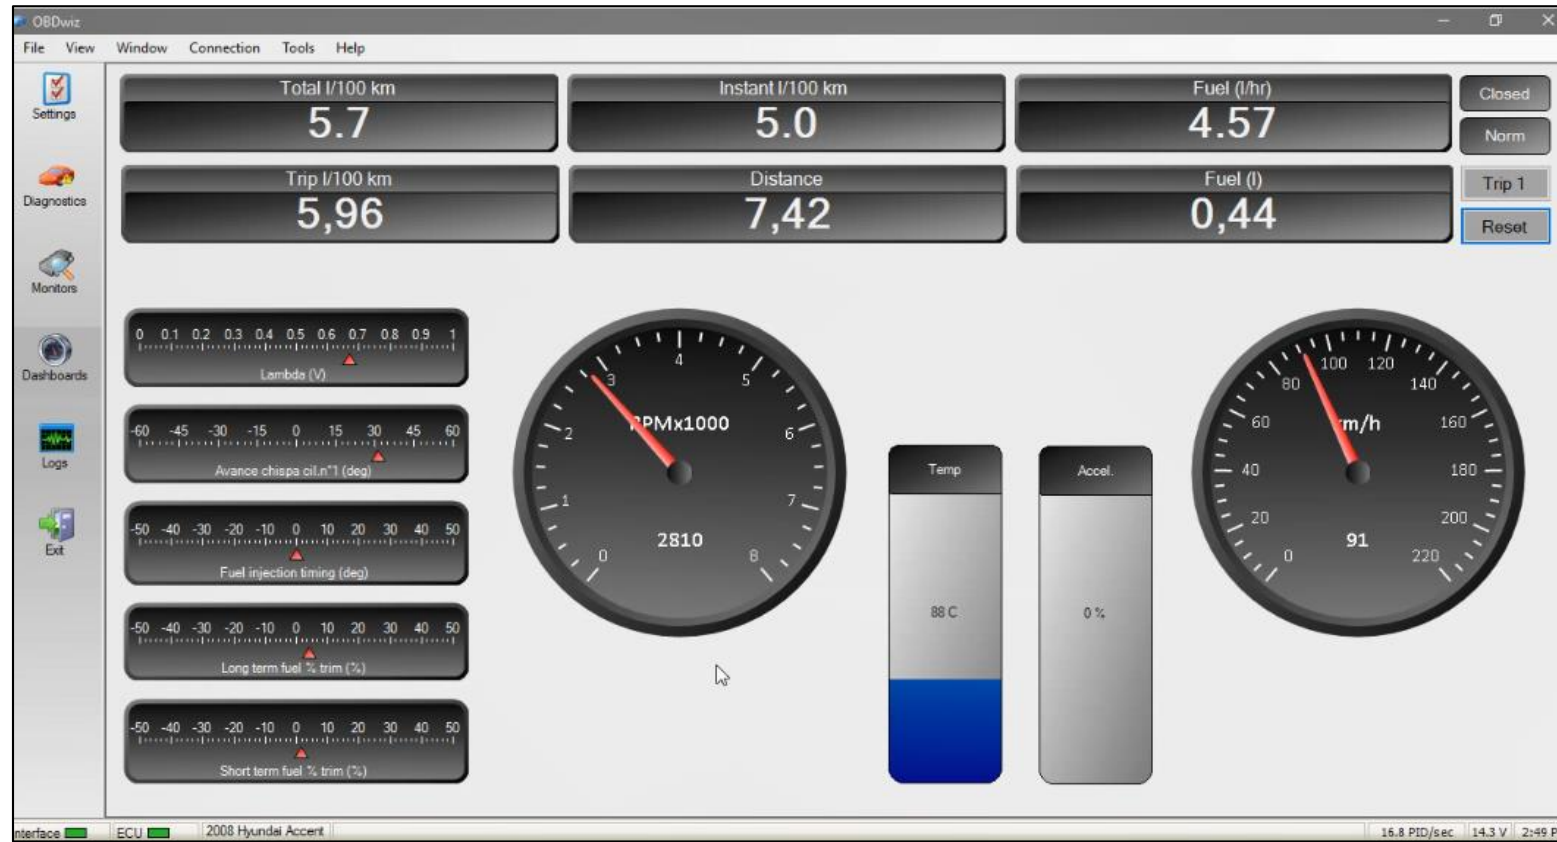 OBDwiz
File View Window Connection Tools Help
Settings
Diagnostics
Monitors
Dashboards
Logs
Exit
Total l/100 km
5.7
Instant l/100 km
5.0
Fuel (l/hr)
4.57
Closed
Norm
Trip l/100 km
5,96
Distance
7,42
Fuel (l)
0,44
Trip 1
Reset
0 0.1 0.2 0.3 0.4 0.5 0.6 0.7 0.8 0.9 1
Lambda (V)
-60 -45 -30 -15 0 15 30 45 60
Avance chispa cil.n°1 (deg)
-50 -40 -30 -20 -10 0 10 20 30 40 50
Fuel injection timing (deg)
-50 -40 -30 -20 -10 0 10 20 30 40 50
Long term fuel % trim (%)
-50 -40 -30 -20 -10 0 10 20 30 40 50
Short term fuel % trim (%)
0 1 2 3 4 5 6 7 8
RPMx1000
2810
Temp
88 C
Accel.
0 %
0 20 40 60 80 100 120 140 160 180 200 220
km/h
91
nterface ECU 2008 Hyundai Accent 16.8 PID/sec 14.3 V 2:49 P